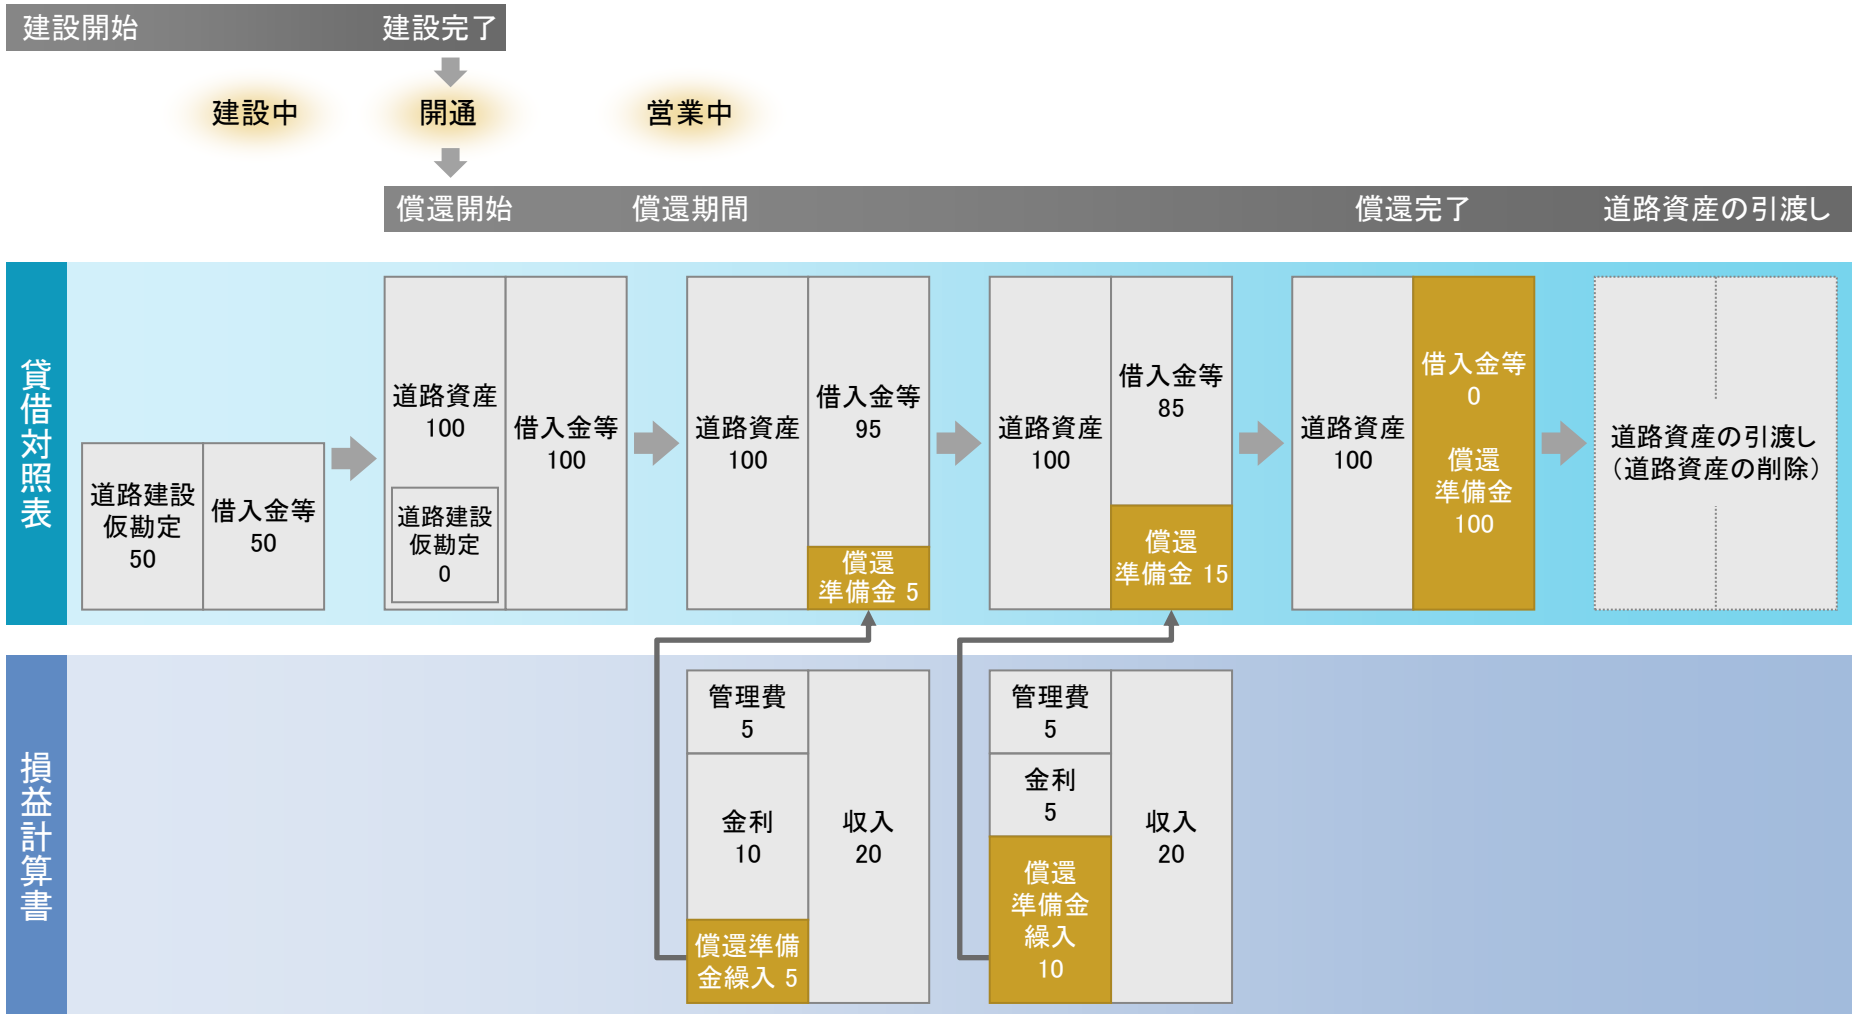 建設開始
建設完了
建設中
開通
営業中
償還開始
償還期間
償還完了
道路資産の引渡し
貸借対照表
道路建設
仮勘定
50
借入金等
50
道路資産
100
道路建設
仮勘定
0
借入金等
100
道路資産
100
借入金等
95
償還
準備金 5
道路資産
100
借入金等
85
償還
準備金 15
道路資産
100
借入金等
0
償還
準備金
100
道路資産の引渡し
（道路資産の削除）
損益計算書
管理費
5
金利
10
償還準備
金繰入 5
収入
20
管理費
5
金利
5
償還
準備金
繰入
10
収入
20